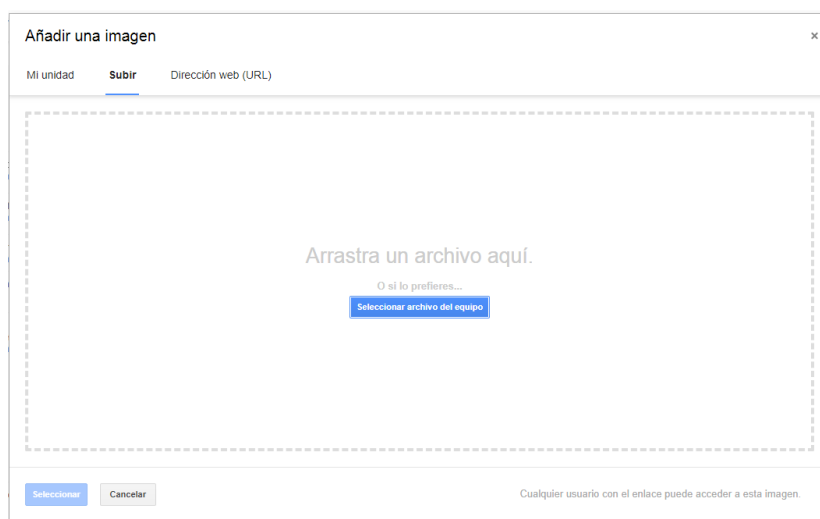 Añadir una imagen
×
Mi unidad Subir Dirección web (URL)
Arrastra un archivo aquí.
O si lo prefieres...
Seleccionar archivo del equipo
Seleccionar Cancelar Cualquier usuario con el enlace puede acceder a esta imagen.